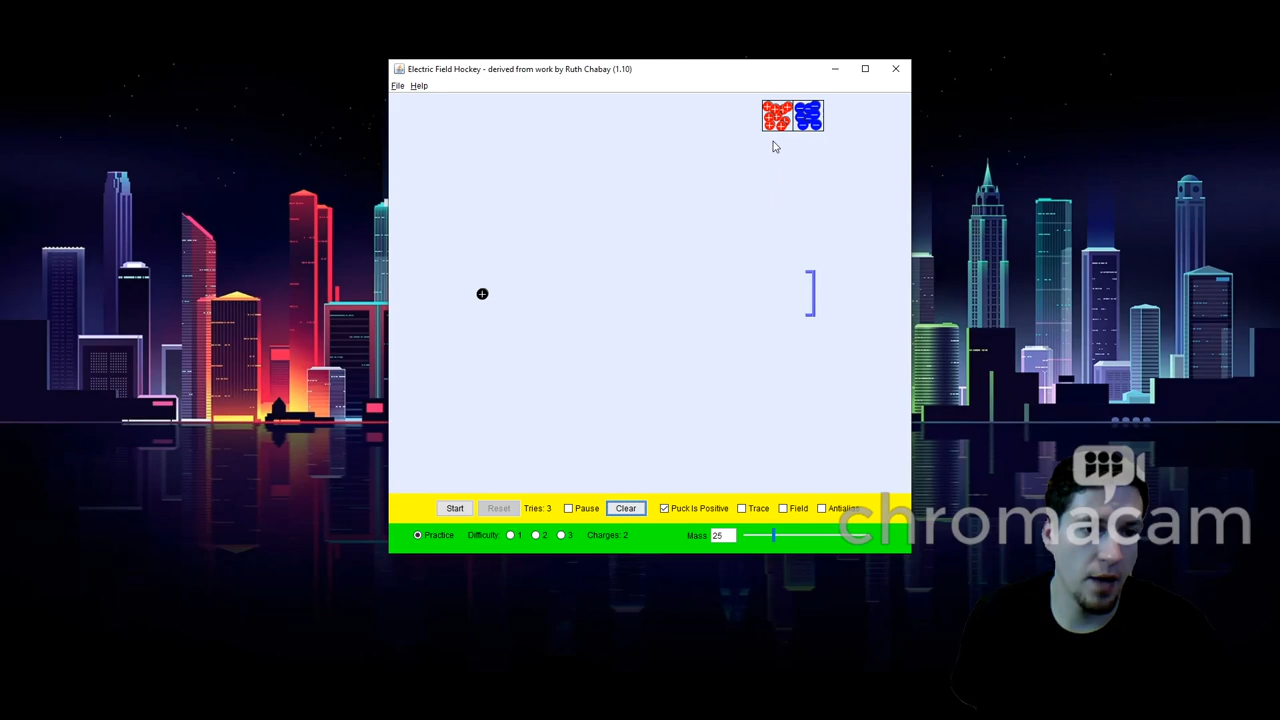 Electric Field Hockey - derived from work by Ruth Chabay (1.10)
File Help
Start Reset Tries: 3 Pause Clear Puck Is Positive Trace Field Antialias
Practice Difficulty: 1 2 3 Charges: 2 Mass 25
chromacam